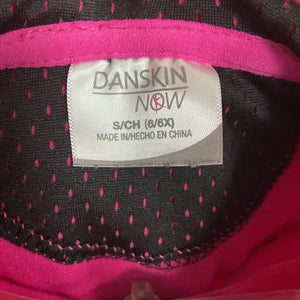 DANSKIN
NOW
S/CH (6/6X)
MADE IN/HECHO EN CHINA